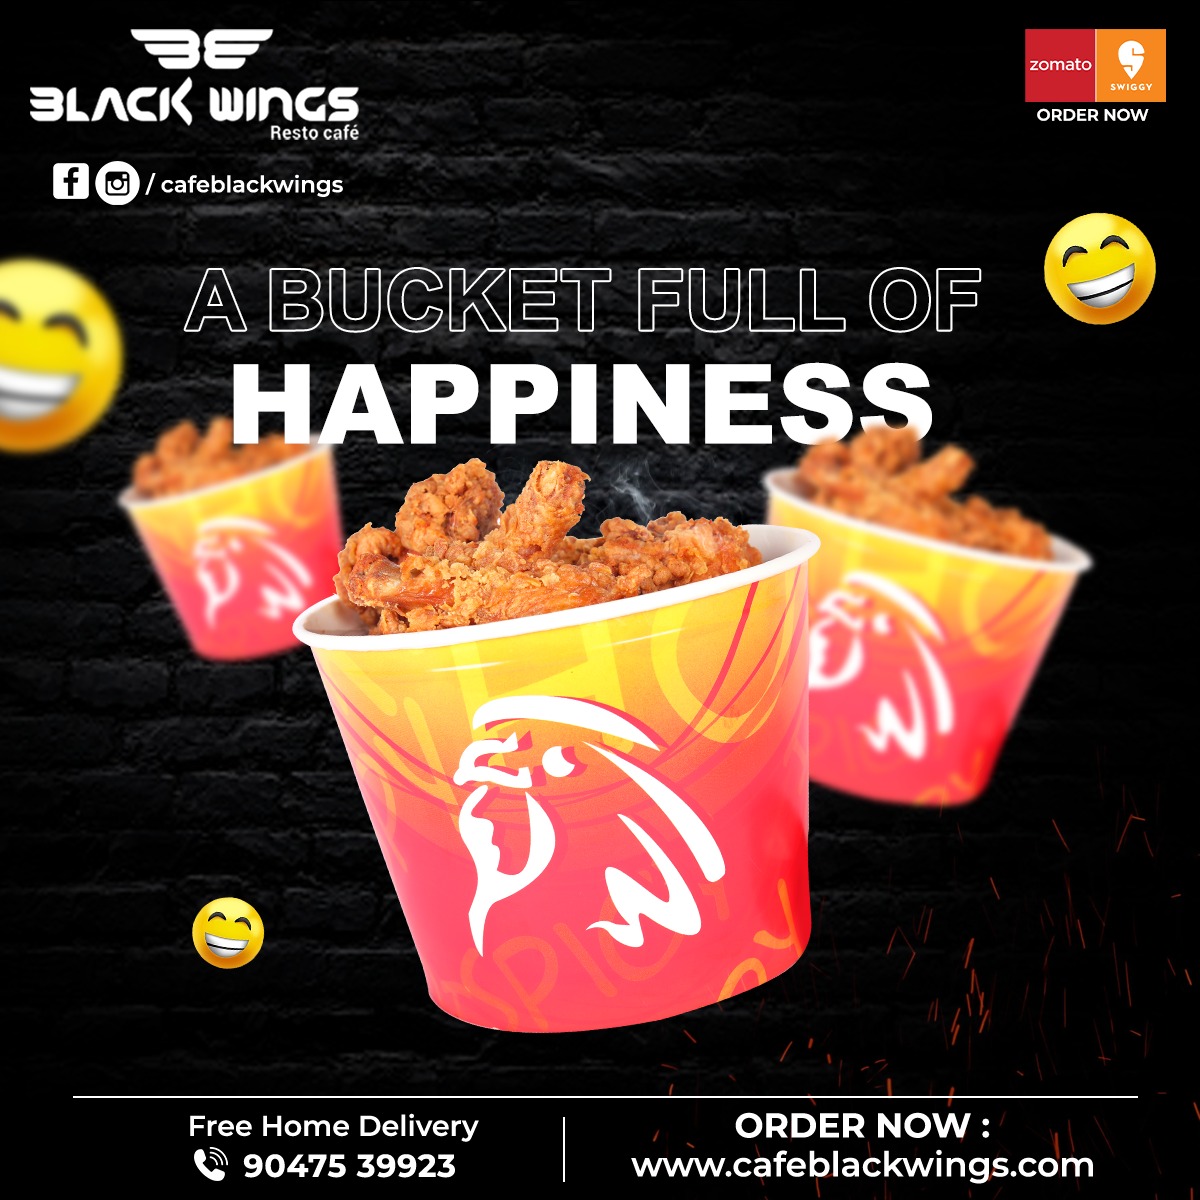 BLACK WINGS
Resto café
/ cafeblackwings
zomato
SWIGGY
ORDER NOW
A BUCKET FULL OF
HAPPINESS
SPICY
Free Home Delivery
90475 39923
ORDER NOW :
www.cafeblackwings.com